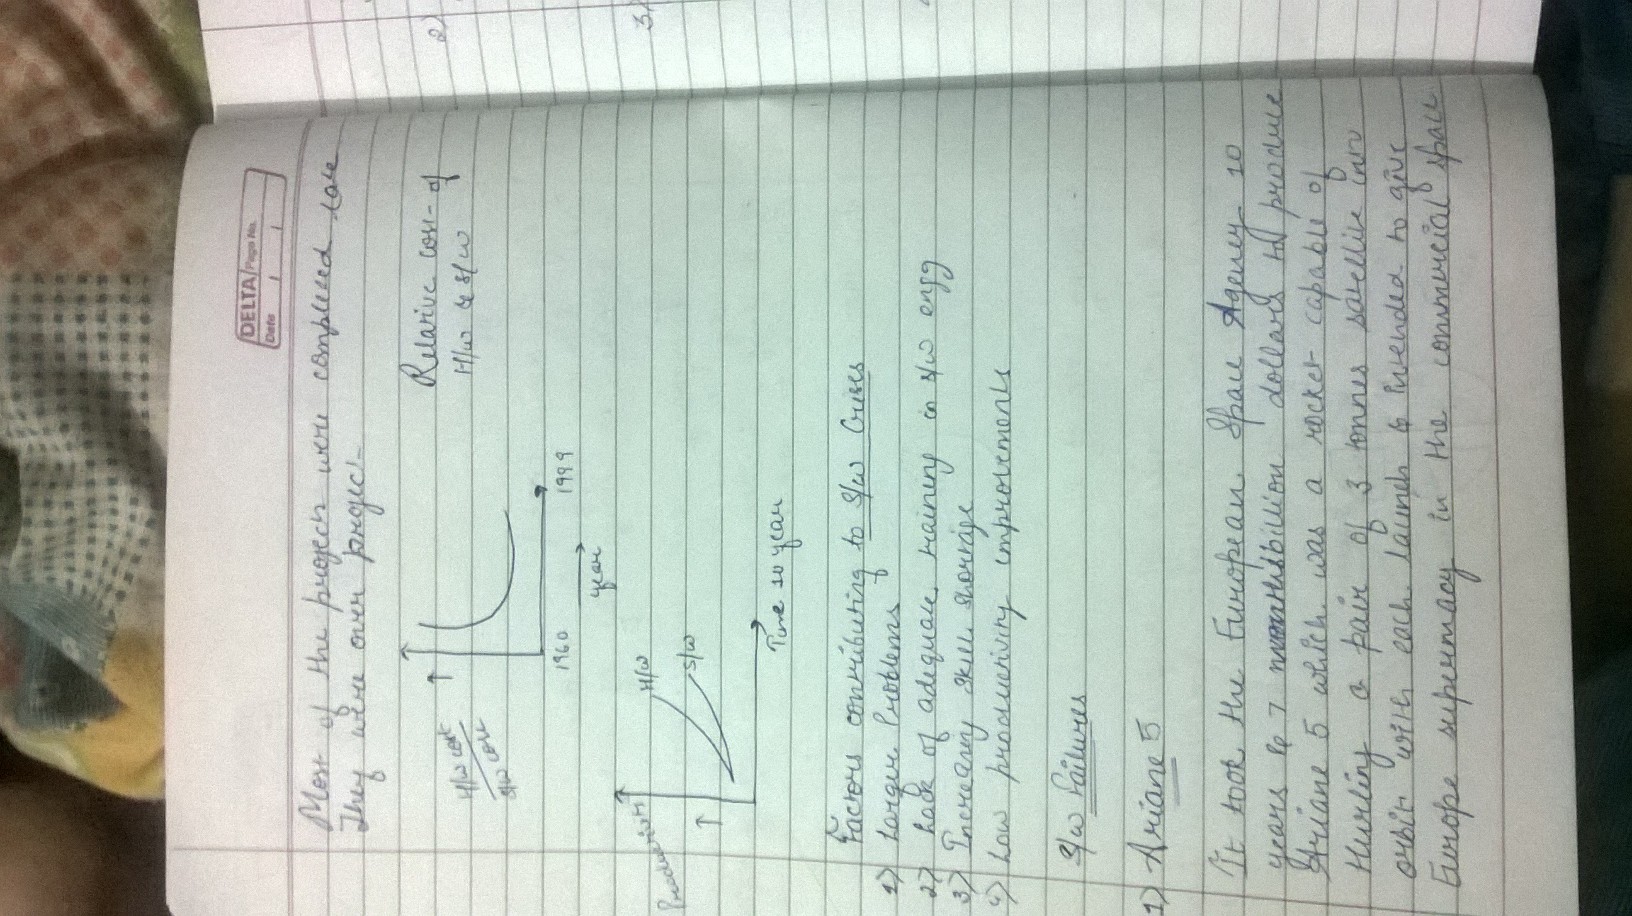 DELTA Page No.
Date / /
Most of the projects were completed late
They were over project.
Relative cost of
H/w & S/w
H/w cost
S/w cost
1960
1999
year
H/w
S/w
Time so year
Factors contributing to S/w Crises
1) Larger Problems
2) Lack of adequate training in s/w engg
3) Increasing skill shortage
4) Low productivity improvements
S/w Failures
1) Ariane 5
It took the European Space Agency 10
years & 7 billion dollars to produce
Ariane 5 which was a rocket capable of
Hurling a pair of 3 tonnes satellite into
orbit with each launch & intended to give
Europe supremacy in the commercial space
2)
3)